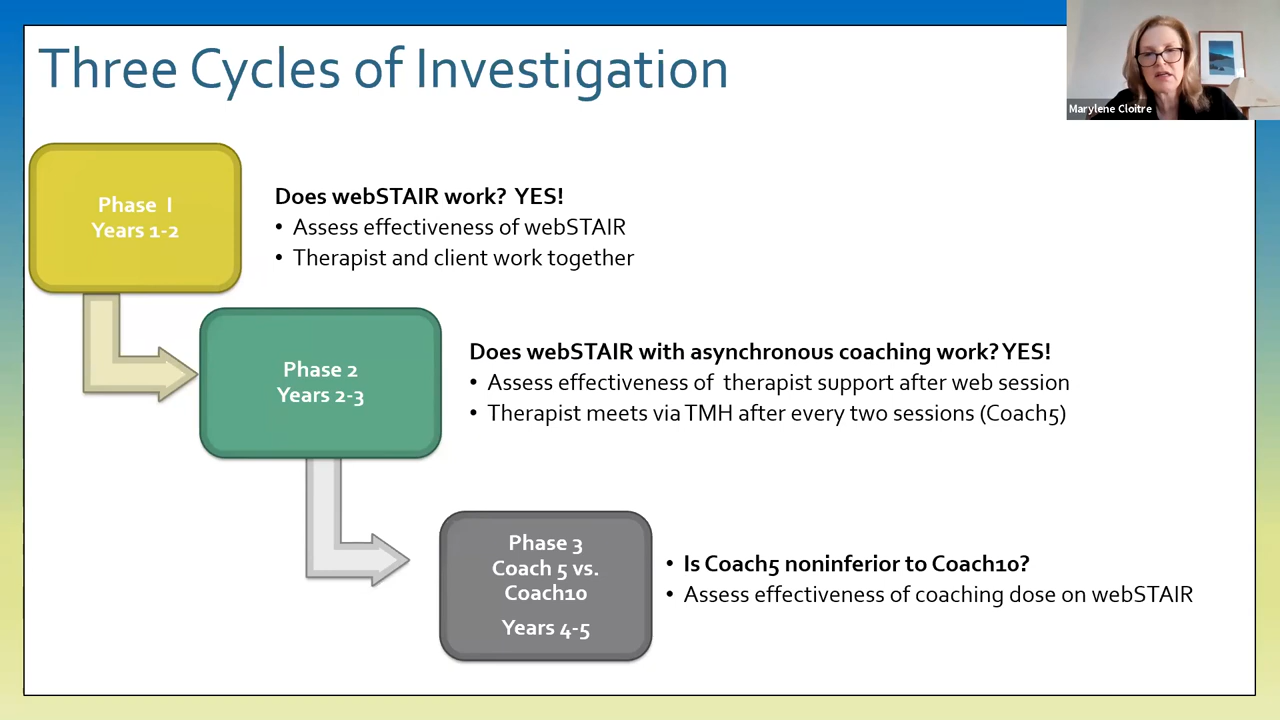 Three Cycles of Investigation
Marylene Cloitre
Phase 1
Years 1-2
Does webSTAIR work? YES!
• Assess effectiveness of webSTAIR
• Therapist and client work together
Phase 2
Years 2-3
Does webSTAIR with asynchronous coaching work? YES!
• Assess effectiveness of therapist support after web session
• Therapist meets via TMH after every two sessions (Coach5)
Phase 3
Coach 5 vs.
Coach10
Years 4-5
• Is Coach5 noninferior to Coach10?
• Assess effectiveness of coaching dose on webSTAIR